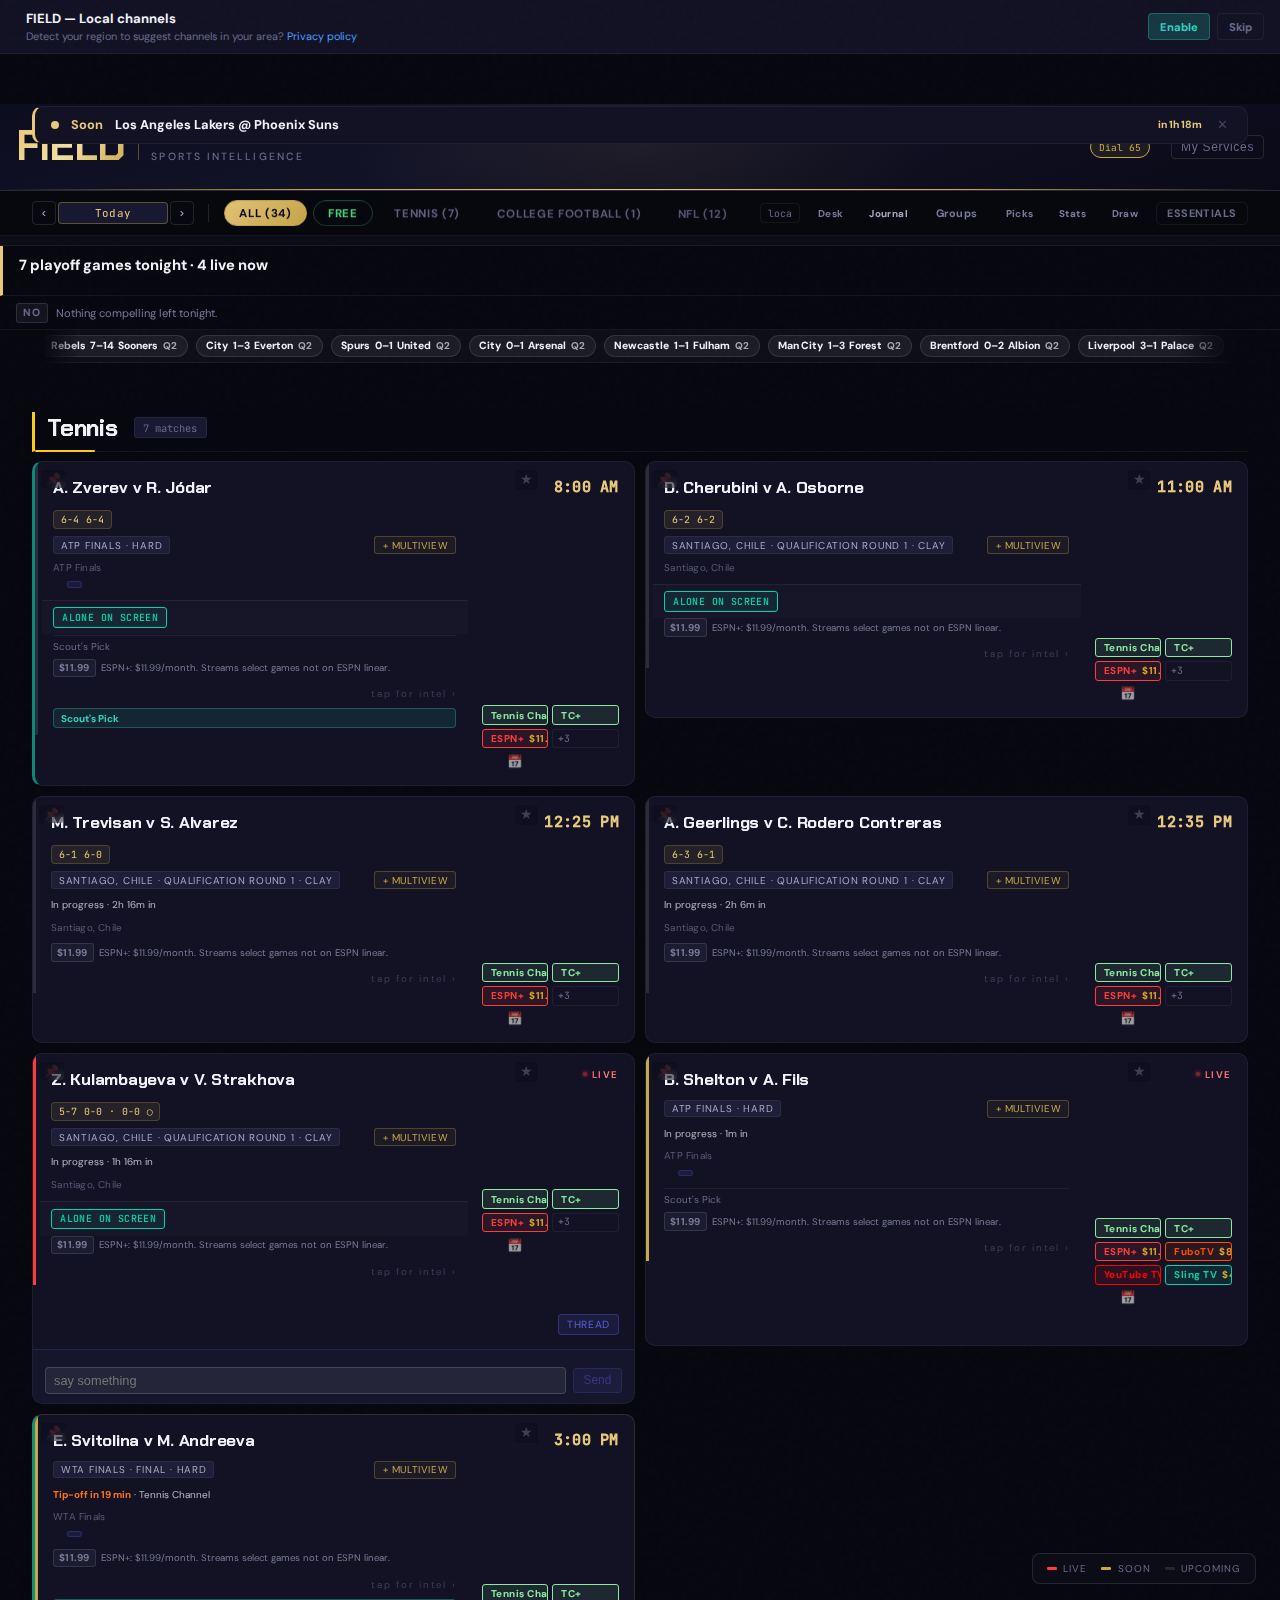 FIELD — Local channels
Detect your region to suggest channels in your area? Privacy policy
Enable
Skip
Soon Los Angeles Lakers @ Phoenix Suns in 1h 18m ×
FIELD
SPORTS INTELLIGENCE
Dial 65
My Services
‹ Today › ALL (34) FREE TENNIS (7) COLLEGE FOOTBALL (1) NFL (12) loca Desk Journal Groups Picks Stats Draw ESSENTIALS
7 playoff games tonight · 4 live now
NO Nothing compelling left tonight.
Rebels 7–14 Sooners Q2 City 1–3 Everton Q2 Spurs 0–1 United Q2 City 0–1 Arsenal Q2 Newcastle 1–1 Fulham Q2 Man City 1–3 Forest Q2 Brentford 0–2 Albion Q2 Liverpool 3–1 Palace Q2
Tennis 7 matches
A. Zverev v R. Jódar ★ 8:00 AM
6-4 6-4
ATP FINALS · HARD + MULTIVIEW
ATP Finals
ALONE ON SCREEN
Scout's Pick
$11.99 ESPN+: $11.99/month. Streams select games not on ESPN linear.
tap for intel ›
Scout's Pick
Tennis Cha TC+
ESPN+ $11. +3
B. Cherubini v A. Osborne ★ 11:00 AM
6-2 6-2
SANTIAGO, CHILE · QUALIFICATION ROUND 1 · CLAY + MULTIVIEW
Santiago, Chile
ALONE ON SCREEN
$11.99 ESPN+: $11.99/month. Streams select games not on ESPN linear.
tap for intel ›
Tennis Cha TC+
ESPN+ $11. +3
M. Trevisan v S. Alvarez ★ 12:25 PM
6-1 6-0
SANTIAGO, CHILE · QUALIFICATION ROUND 1 · CLAY + MULTIVIEW
In progress · 2h 16m in
Santiago, Chile
$11.99 ESPN+: $11.99/month. Streams select games not on ESPN linear.
tap for intel ›
Tennis Cha TC+
ESPN+ $11. +3
A. Geerlings v C. Rodero Contreras ★ 12:35 PM
6-3 6-1
SANTIAGO, CHILE · QUALIFICATION ROUND 1 · CLAY + MULTIVIEW
In progress · 2h 6m in
Santiago, Chile
$11.99 ESPN+: $11.99/month. Streams select games not on ESPN linear.
tap for intel ›
Tennis Cha TC+
ESPN+ $11. +3
Z. Kulambayeva v V. Strakhova ★ LIVE
5-7 0-0 · 0-0 ○
SANTIAGO, CHILE · QUALIFICATION ROUND 1 · CLAY + MULTIVIEW
In progress · 1h 16m in
Santiago, Chile
ALONE ON SCREEN
$11.99 ESPN+: $11.99/month. Streams select games not on ESPN linear.
tap for intel ›
Tennis Cha TC+
ESPN+ $11. +3
THREAD
say something Send
B. Shelton v A. Fils ★ LIVE
ATP FINALS · HARD + MULTIVIEW
In progress · 1m in
ATP Finals
Scout's Pick
$11.99 ESPN+: $11.99/month. Streams select games not on ESPN linear.
tap for intel ›
Tennis Cha TC+
ESPN+ $11. FuboTV $8
YouTube TV Sling TV $4
E. Svitolina v M. Andreeva ★ 3:00 PM
WTA FINALS · FINAL · HARD + MULTIVIEW
Tip-off in 19 min · Tennis Channel
WTA Finals
$11.99 ESPN+: $11.99/month. Streams select games not on ESPN linear.
tap for intel ›
Tennis Cha TC+
LIVE SOON UPCOMING